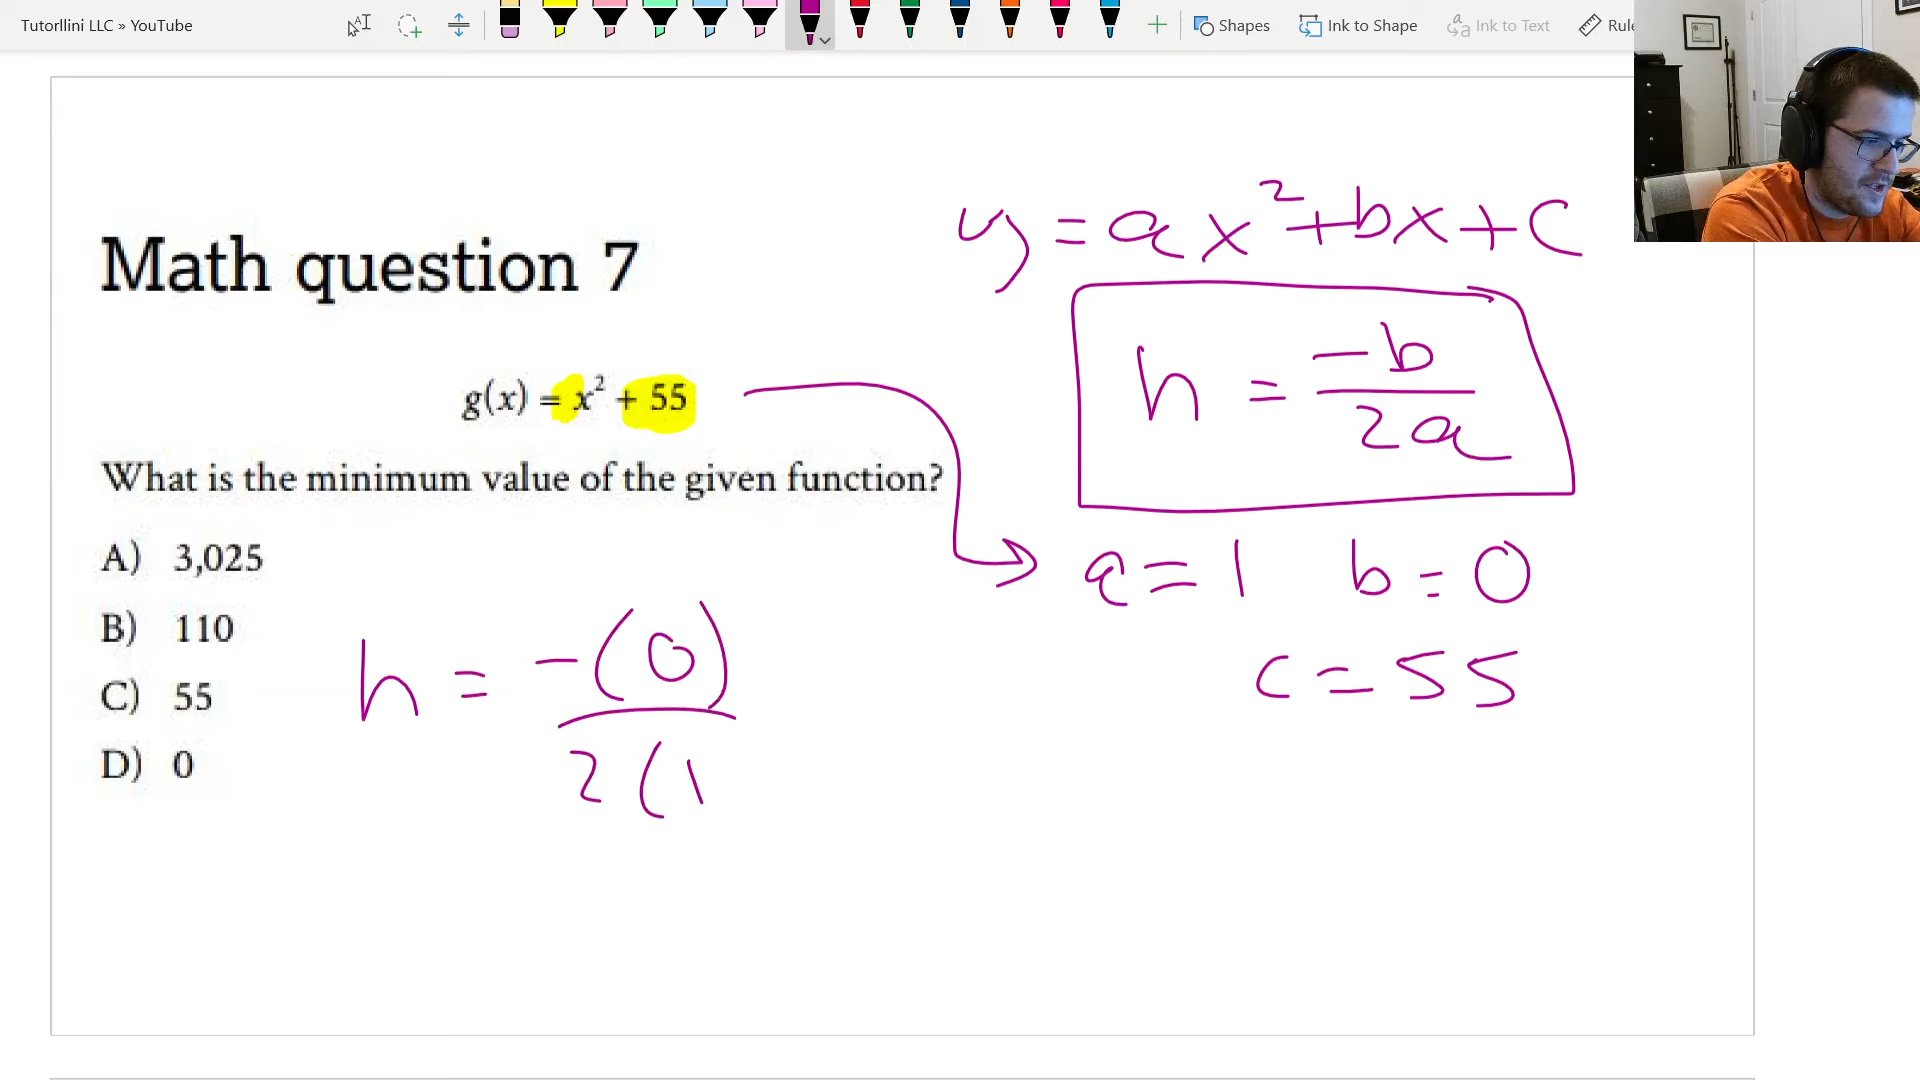 Tutorllini LLC » YouTube
Shapes
Ink to Shape
Ink to Text
Rule
Math question 7
g(x) = x² + 55
What is the minimum value of the given function?
A) 3,025
B) 110
C) 55
D) 0
y = ax² + bx + c
h = -b / 2a
a = 1 b = 0
c = 55
h = -(0) / 2(1